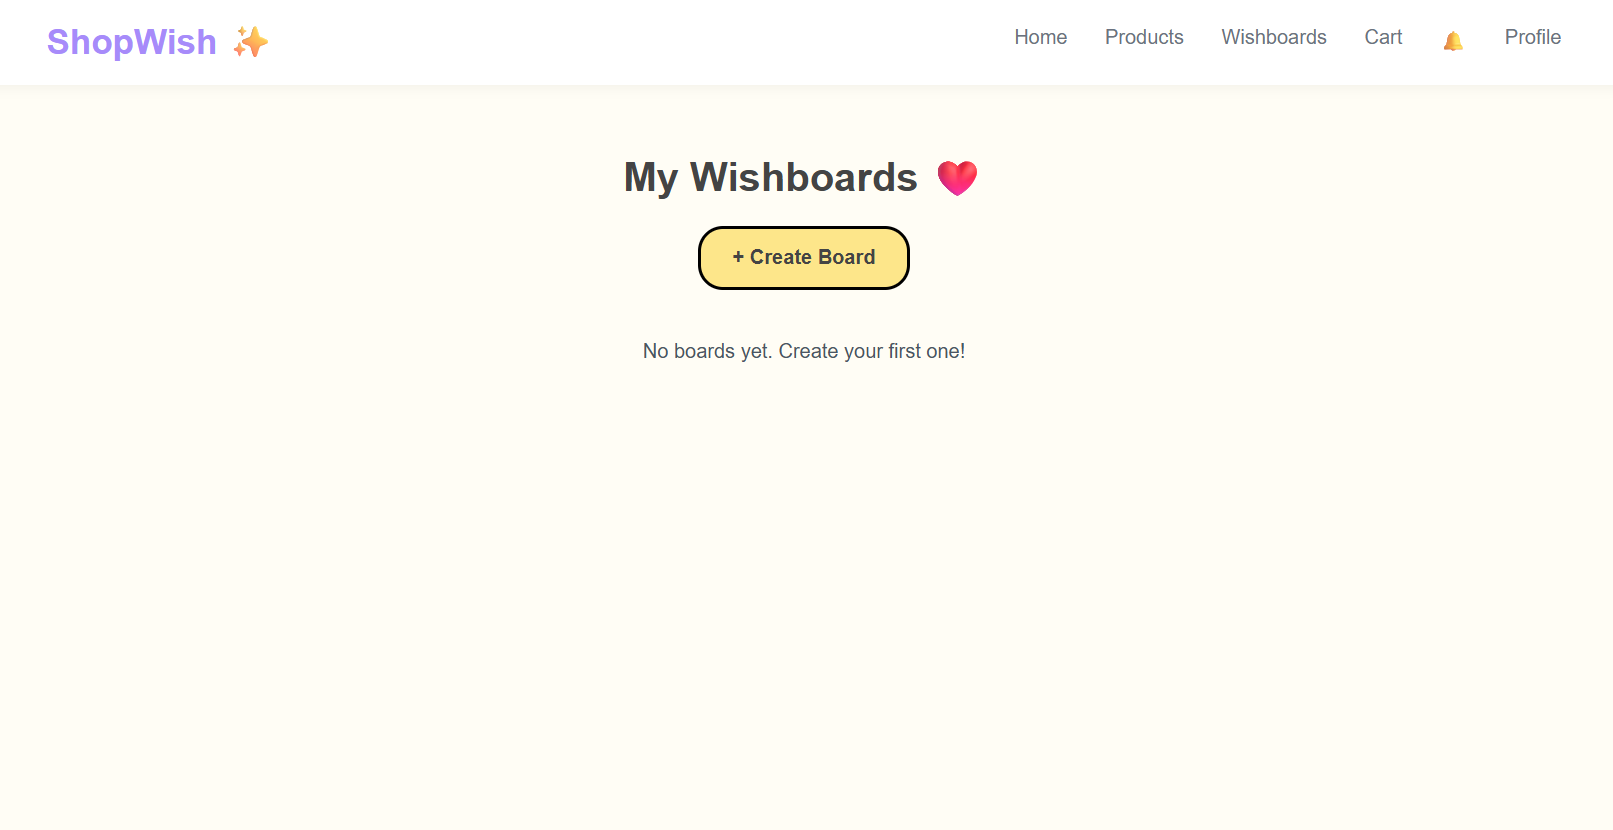 ShopWish ✨
Home Products Wishboards Cart 🔔 Profile
My Wishboards ❤️
+ Create Board
No boards yet. Create your first one!